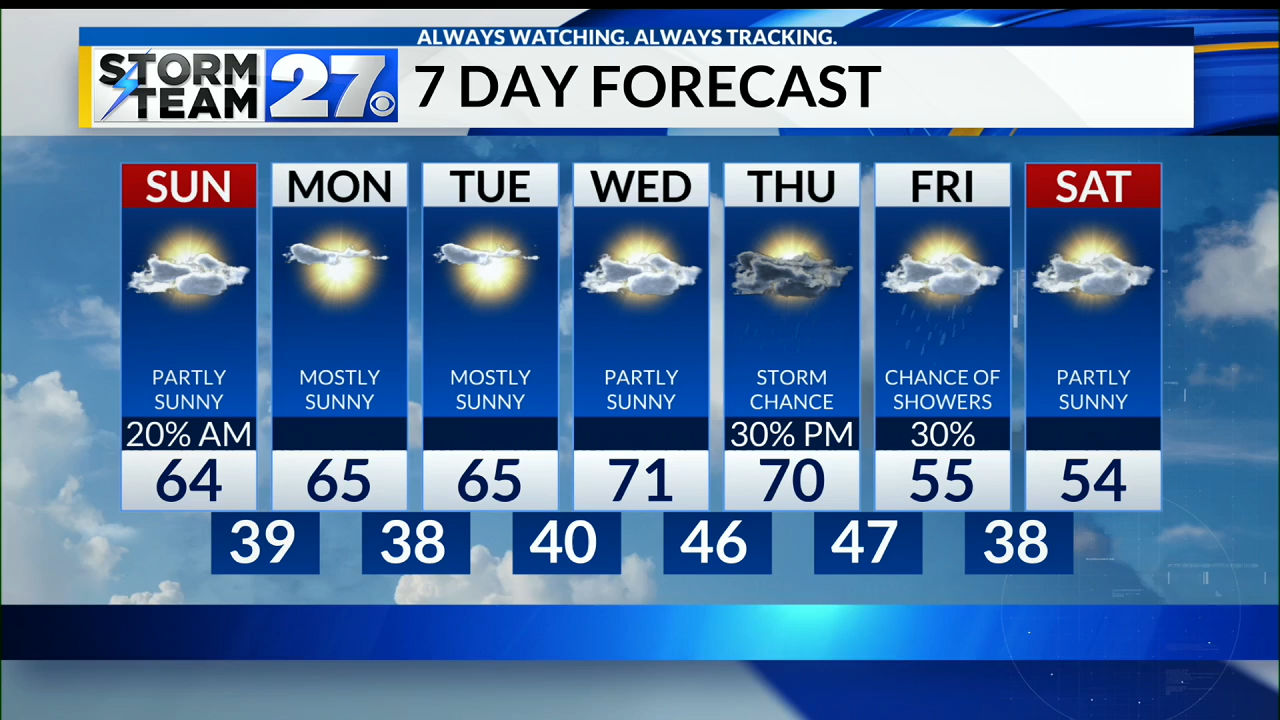 ALWAYS WATCHING. ALWAYS TRACKING.
STORM TEAM 27 7 DAY FORECAST
SUN MON TUE WED THU FRI SAT
PARTLY MOSTLY MOSTLY PARTLY STORM CHANCE OF PARTLY
SUNNY SUNNY SUNNY SUNNY CHANCE SHOWERS SUNNY
20% AM 30% PM 30%
64 65 65 71 70 55 54
39 38 40 46 47 38